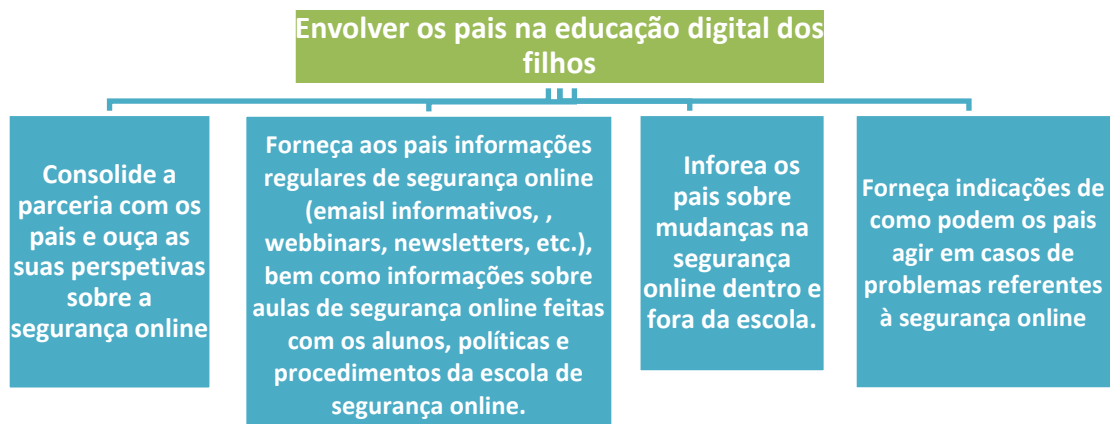 Envolver os pais na educação digital dos
filhos
Consolide a
parceria com os
pais e ouça as
suas perspetivas
sobre a
segurança online
Forneça aos pais informações
regulares de segurança online
(emaisl informativos, ,
webbinars, newsletters, etc.),
bem como informações sobre
aulas de segurança online feitas
com os alunos, políticas e
procedimentos da escola de
segurança online.
Inforea os
pais sobre
mudanças na
segurança
online dentro e
fora da escola.
Forneça indicações de
como podem os pais
agir em casos de
problemas referentes
à segurança online